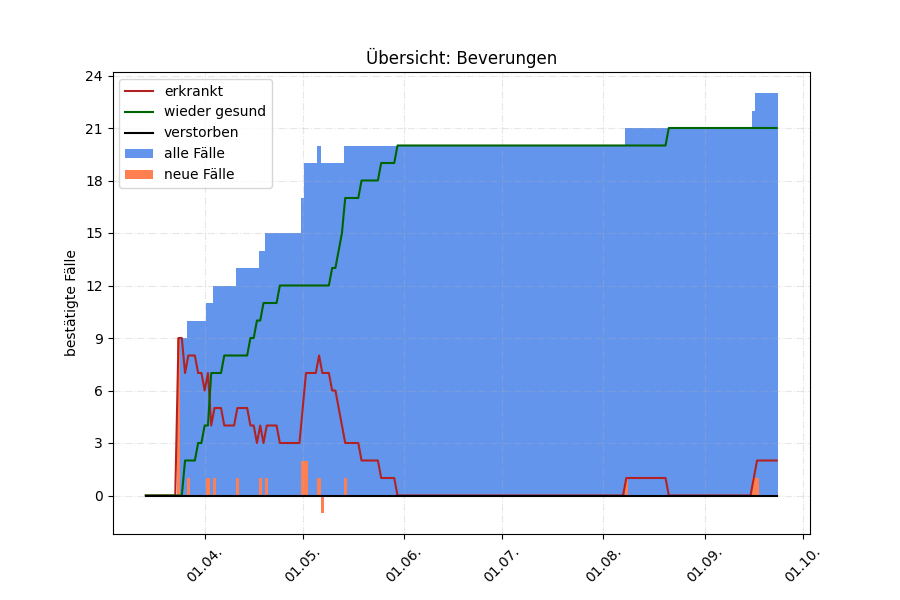 Übersicht: Beverungen
erkrankt
wieder gesund
verstorben
alle Fälle
neue Fälle
bestätigte Fälle
24
21
18
15
12
9
6
3
0
01.04.
01.05.
01.06.
01.07.
01.08.
01.09.
01.10.